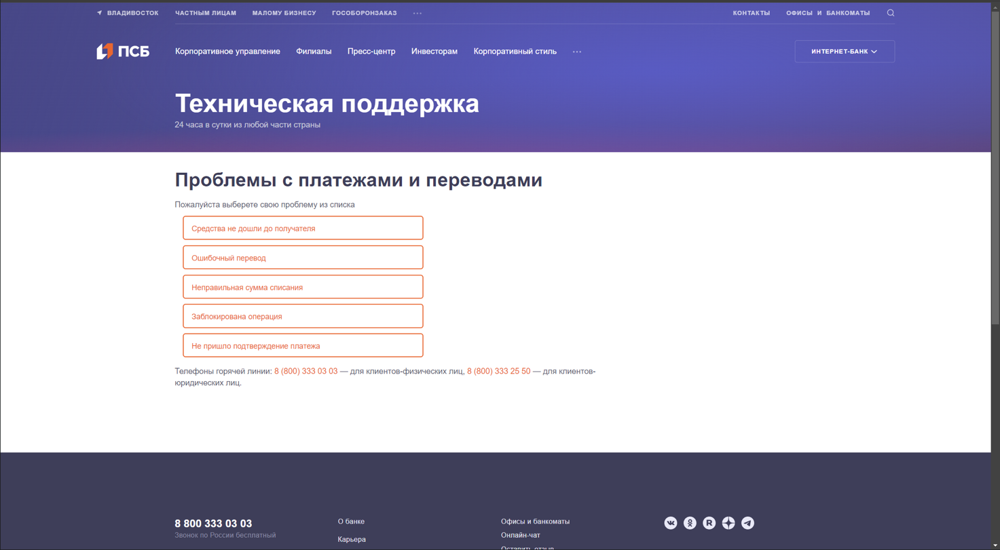 ВЛАДИВОСТОК ЧАСТНЫМ ЛИЦАМ МАЛОМУ БИЗНЕСУ ГОСОБОРОНЗАКАЗ ... КОНТАКТЫ ОФИСЫ И БАНКОМАТЫ
ПСБ Корпоративное управление Филиалы Пресс-центр Инвесторам Корпоративный стиль ... ИНТЕРНЕТ-БАНК
Техническая поддержка
24 часа в сутки из любой части страны
Проблемы с платежами и переводами
Пожалуйста выберете свою проблему из списка
Средства не дошли до получателя
Ошибочный перевод
Неправильная сумма списания
Заблокирована операция
Не пришло подтверждение платежа
Телефоны горячей линии: 8 (800) 333 03 03 — для клиентов-физических лиц, 8 (800) 333 25 50 — для клиентов-
юридических лиц.
8 800 333 03 03 О банке Офисы и банкоматы
Звонок по России бесплатный Карьера Онлайн-чат
Оставить отзыв